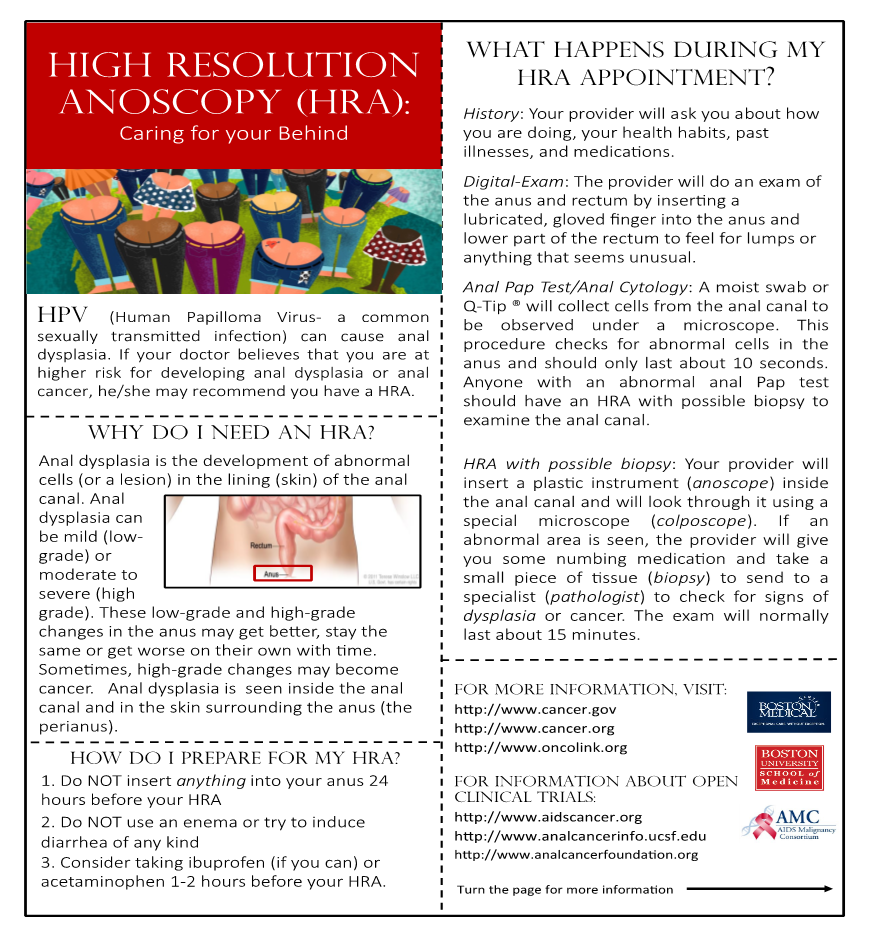 HIGH RESOLUTION
ANOSCOPY (HRA):
Caring for your Behind
HPV (Human Papilloma Virus- a common
sexually transmitted infection) can cause anal
dysplasia. If your doctor believes that you are at
higher risk for developing anal dysplasia or anal
cancer, he/she may recommend you have a HRA.
WHY DO I NEED AN HRA?
Anal dysplasia is the development of abnormal
cells (or a lesion) in the lining (skin) of the anal
canal. Anal
dysplasia can
be mild (low-
grade) or
moderate to
severe (high
grade). These low-grade and high-grade
changes in the anus may get better, stay the
same or get worse on their own with time.
Sometimes, high-grade changes may become
cancer. Anal dysplasia is seen inside the anal
canal and in the skin surrounding the anus (the
perianus).
Rectum
Anus
HOW DO I PREPARE FOR MY HRA?
1. Do NOT insert anything into your anus 24
hours before your HRA
2. Do NOT use an enema or try to induce
diarrhea of any kind
3. Consider taking ibuprofen (if you can) or
acetaminophen 1-2 hours before your HRA.
WHAT HAPPENS DURING MY
HRA APPOINTMENT?
History: Your provider will ask you about how
you are doing, your health habits, past
illnesses, and medications.
Digital-Exam: The provider will do an exam of
the anus and rectum by inserting a
lubricated, gloved finger into the anus and
lower part of the rectum to feel for lumps or
anything that seems unusual.
Anal Pap Test/Anal Cytology: A moist swab or
Q-Tip ® will collect cells from the anal canal to
be observed under a microscope. This
procedure checks for abnormal cells in the
anus and should only last about 10 seconds.
Anyone with an abnormal anal Pap test
should have an HRA with possible biopsy to
examine the anal canal.
HRA with possible biopsy: Your provider will
insert a plastic instrument (anoscope) inside
the anal canal and will look through it using a
special microscope (colposcope). If an
abnormal area is seen, the provider will give
you some numbing medication and take a
small piece of tissue (biopsy) to send to a
specialist (pathologist) to check for signs of
dysplasia or cancer. The exam will normally
last about 15 minutes.
FOR MORE INFORMATION, VISIT:
http://www.cancer.gov
http://www.cancer.org
http://www.oncolink.org
FOR INFORMATION ABOUT OPEN
CLINICAL TRIALS:
http://www.aidscancer.org
http://www.analcancerinfo.ucsf.edu
http://www.analcancerfoundation.org
BOSTON
MEDICAL
BOSTON
UNIVERSITY
SCHOOL of
Medicine
AMC
AIDS Malignancy
Consortium
Turn the page for more information